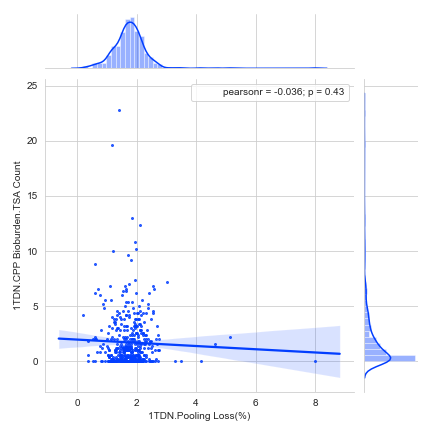 pearsonr = -0.036; p = 0.43
25
20
15
10
5
0
1TDN.CPP Bioburden.TSA Count
0 2 4 6 8
1TDN.Pooling Loss(%)